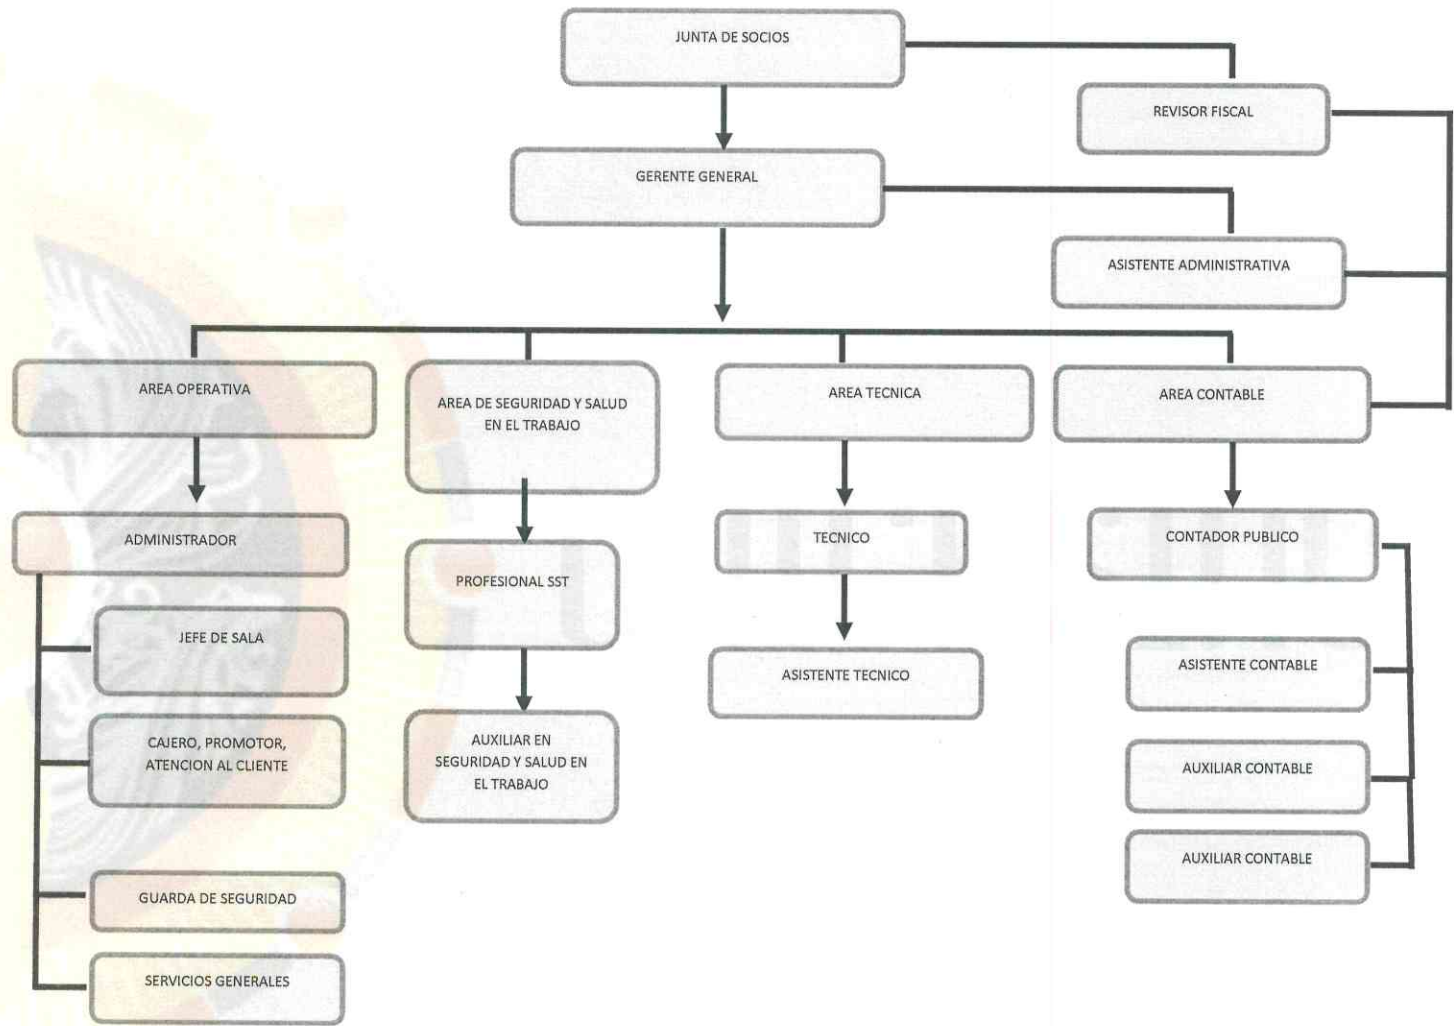 JUNTA DE SOCIOS
REVISOR FISCAL
GERENTE GENERAL
ASISTENTE ADMINISTRATIVA
AREA OPERATIVA
AREA DE SEGURIDAD Y SALUD
EN EL TRABAJO
AREA TECNICA
AREA CONTABLE
ADMINISTRADOR
PROFESIONAL SST
TECNICO
CONTADOR PUBLICO
JEFE DE SALA
ASISTENTE TECNICO
ASISTENTE CONTABLE
CAJERO, PROMOTOR,
ATENCION AL CLIENTE
AUXILIAR EN
SEGURIDAD Y SALUD EN
EL TRABAJO
AUXILIAR CONTABLE
AUXILIAR CONTABLE
GUARDA DE SEGURIDAD
SERVICIOS GENERALES